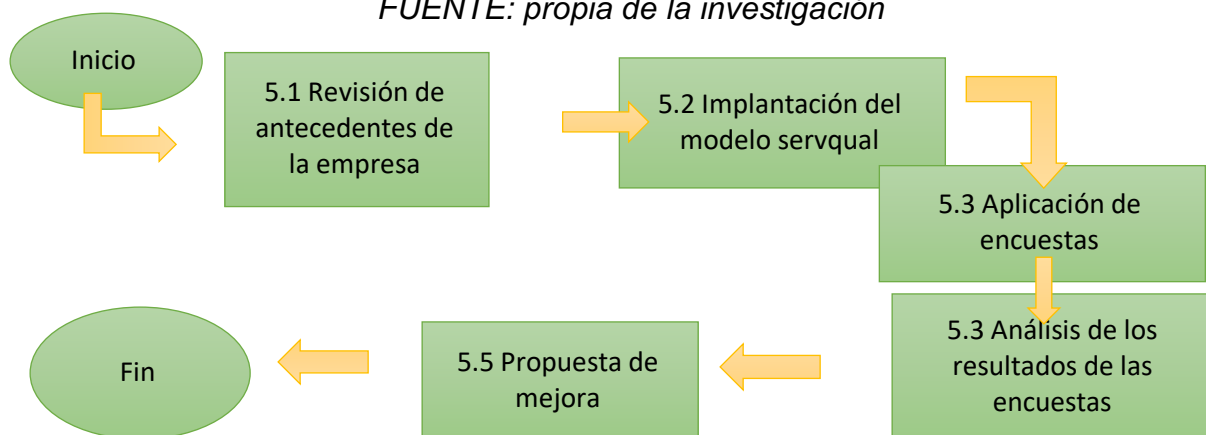 FUENTE: propia de la investigación
Inicio
5.1 Revisión de
antecedentes de
la empresa
5.2 Implantación del
modelo servqual
5.3 Aplicación de
encuestas
5.3 Análisis de los
resultados de las
encuestas
5.5 Propuesta de
mejora
Fin